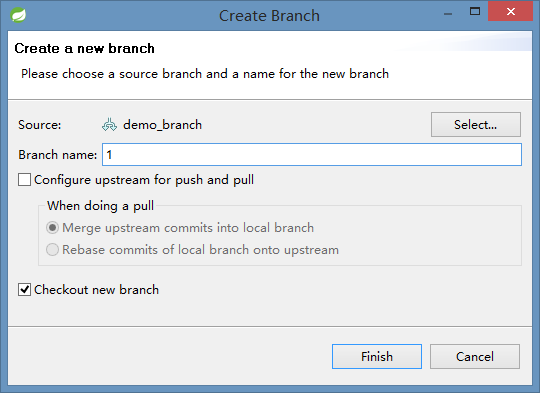 Create Branch
Create a new branch
Please choose a source branch and a name for the new branch
Source: demo_branch Select...
Branch name: 1
Configure upstream for push and pull
When doing a pull
Merge upstream commits into local branch
Rebase commits of local branch onto upstream
Checkout new branch
Finish Cancel